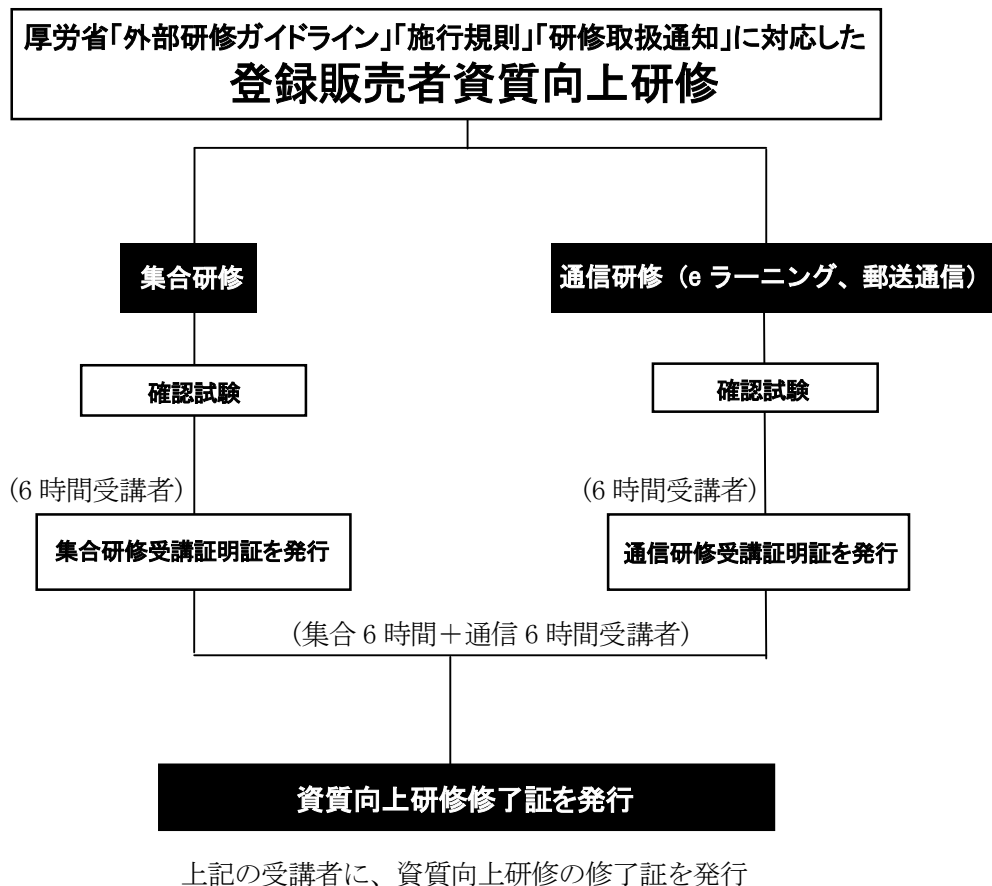 厚労省「外部研修ガイドライン」「施行規則」「研修取扱通知」に対応した
登録販売者資質向上研修
集合研修
通信研修（e ラーニング、郵送通信）
確認試験
確認試験
(6 時間受講者)
(6 時間受講者)
集合研修受講証明証を発行
通信研修受講証明証を発行
(集合 6 時間＋通信 6 時間受講者)
資質向上研修修了証を発行
上記の受講者に、資質向上研修の修了証を発行